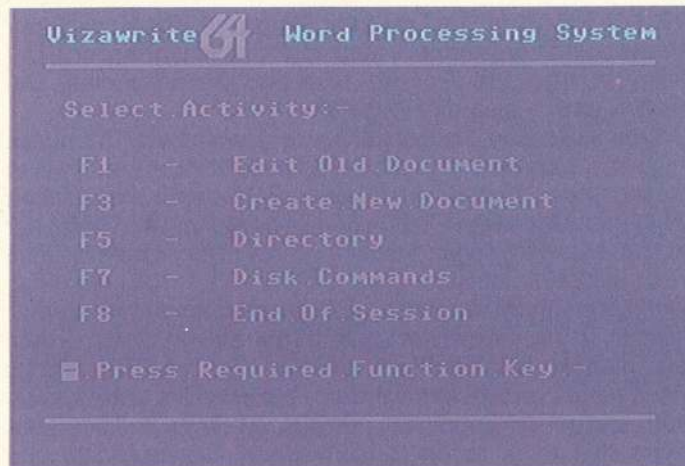 Vizawrite 64 Word Processing System
Select Activity:-
F1 - Edit Old Document
F3 - Create New Document
F5 - Directory
F7 - Disk Commands
F8 - End Of Session
Press Required Function Key -